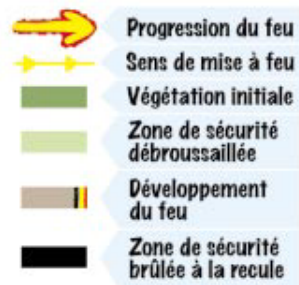 Progression du feu
Sens de mise à feu
Végétation initiale
Zone de sécurité
débroussaillée
Développement
du feu
Zone de sécurité
brûlée à la recule